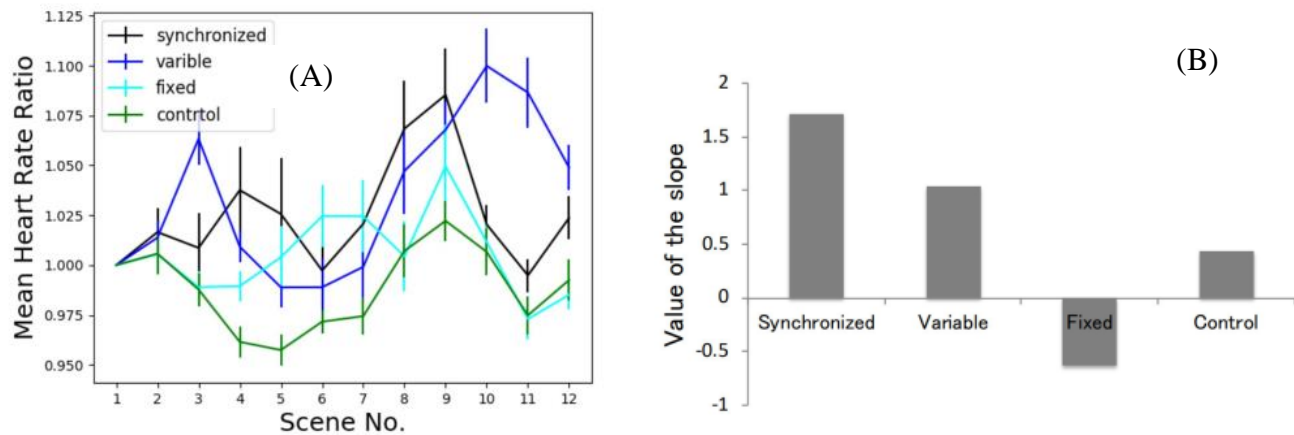 (A)
synchronized
varible
fixed
contrtol
Mean Heart Rate Ratio
1.125
1.100
1.075
1.050
1.025
1.000
0.975
0.950
1 2 3 4 5 6 7 8 9 10 11 12
Scene No.
(B)
Value of the slope
2
1.5
1
0.5
0
-0.5
-1
Synchronized Variable Fixed Control